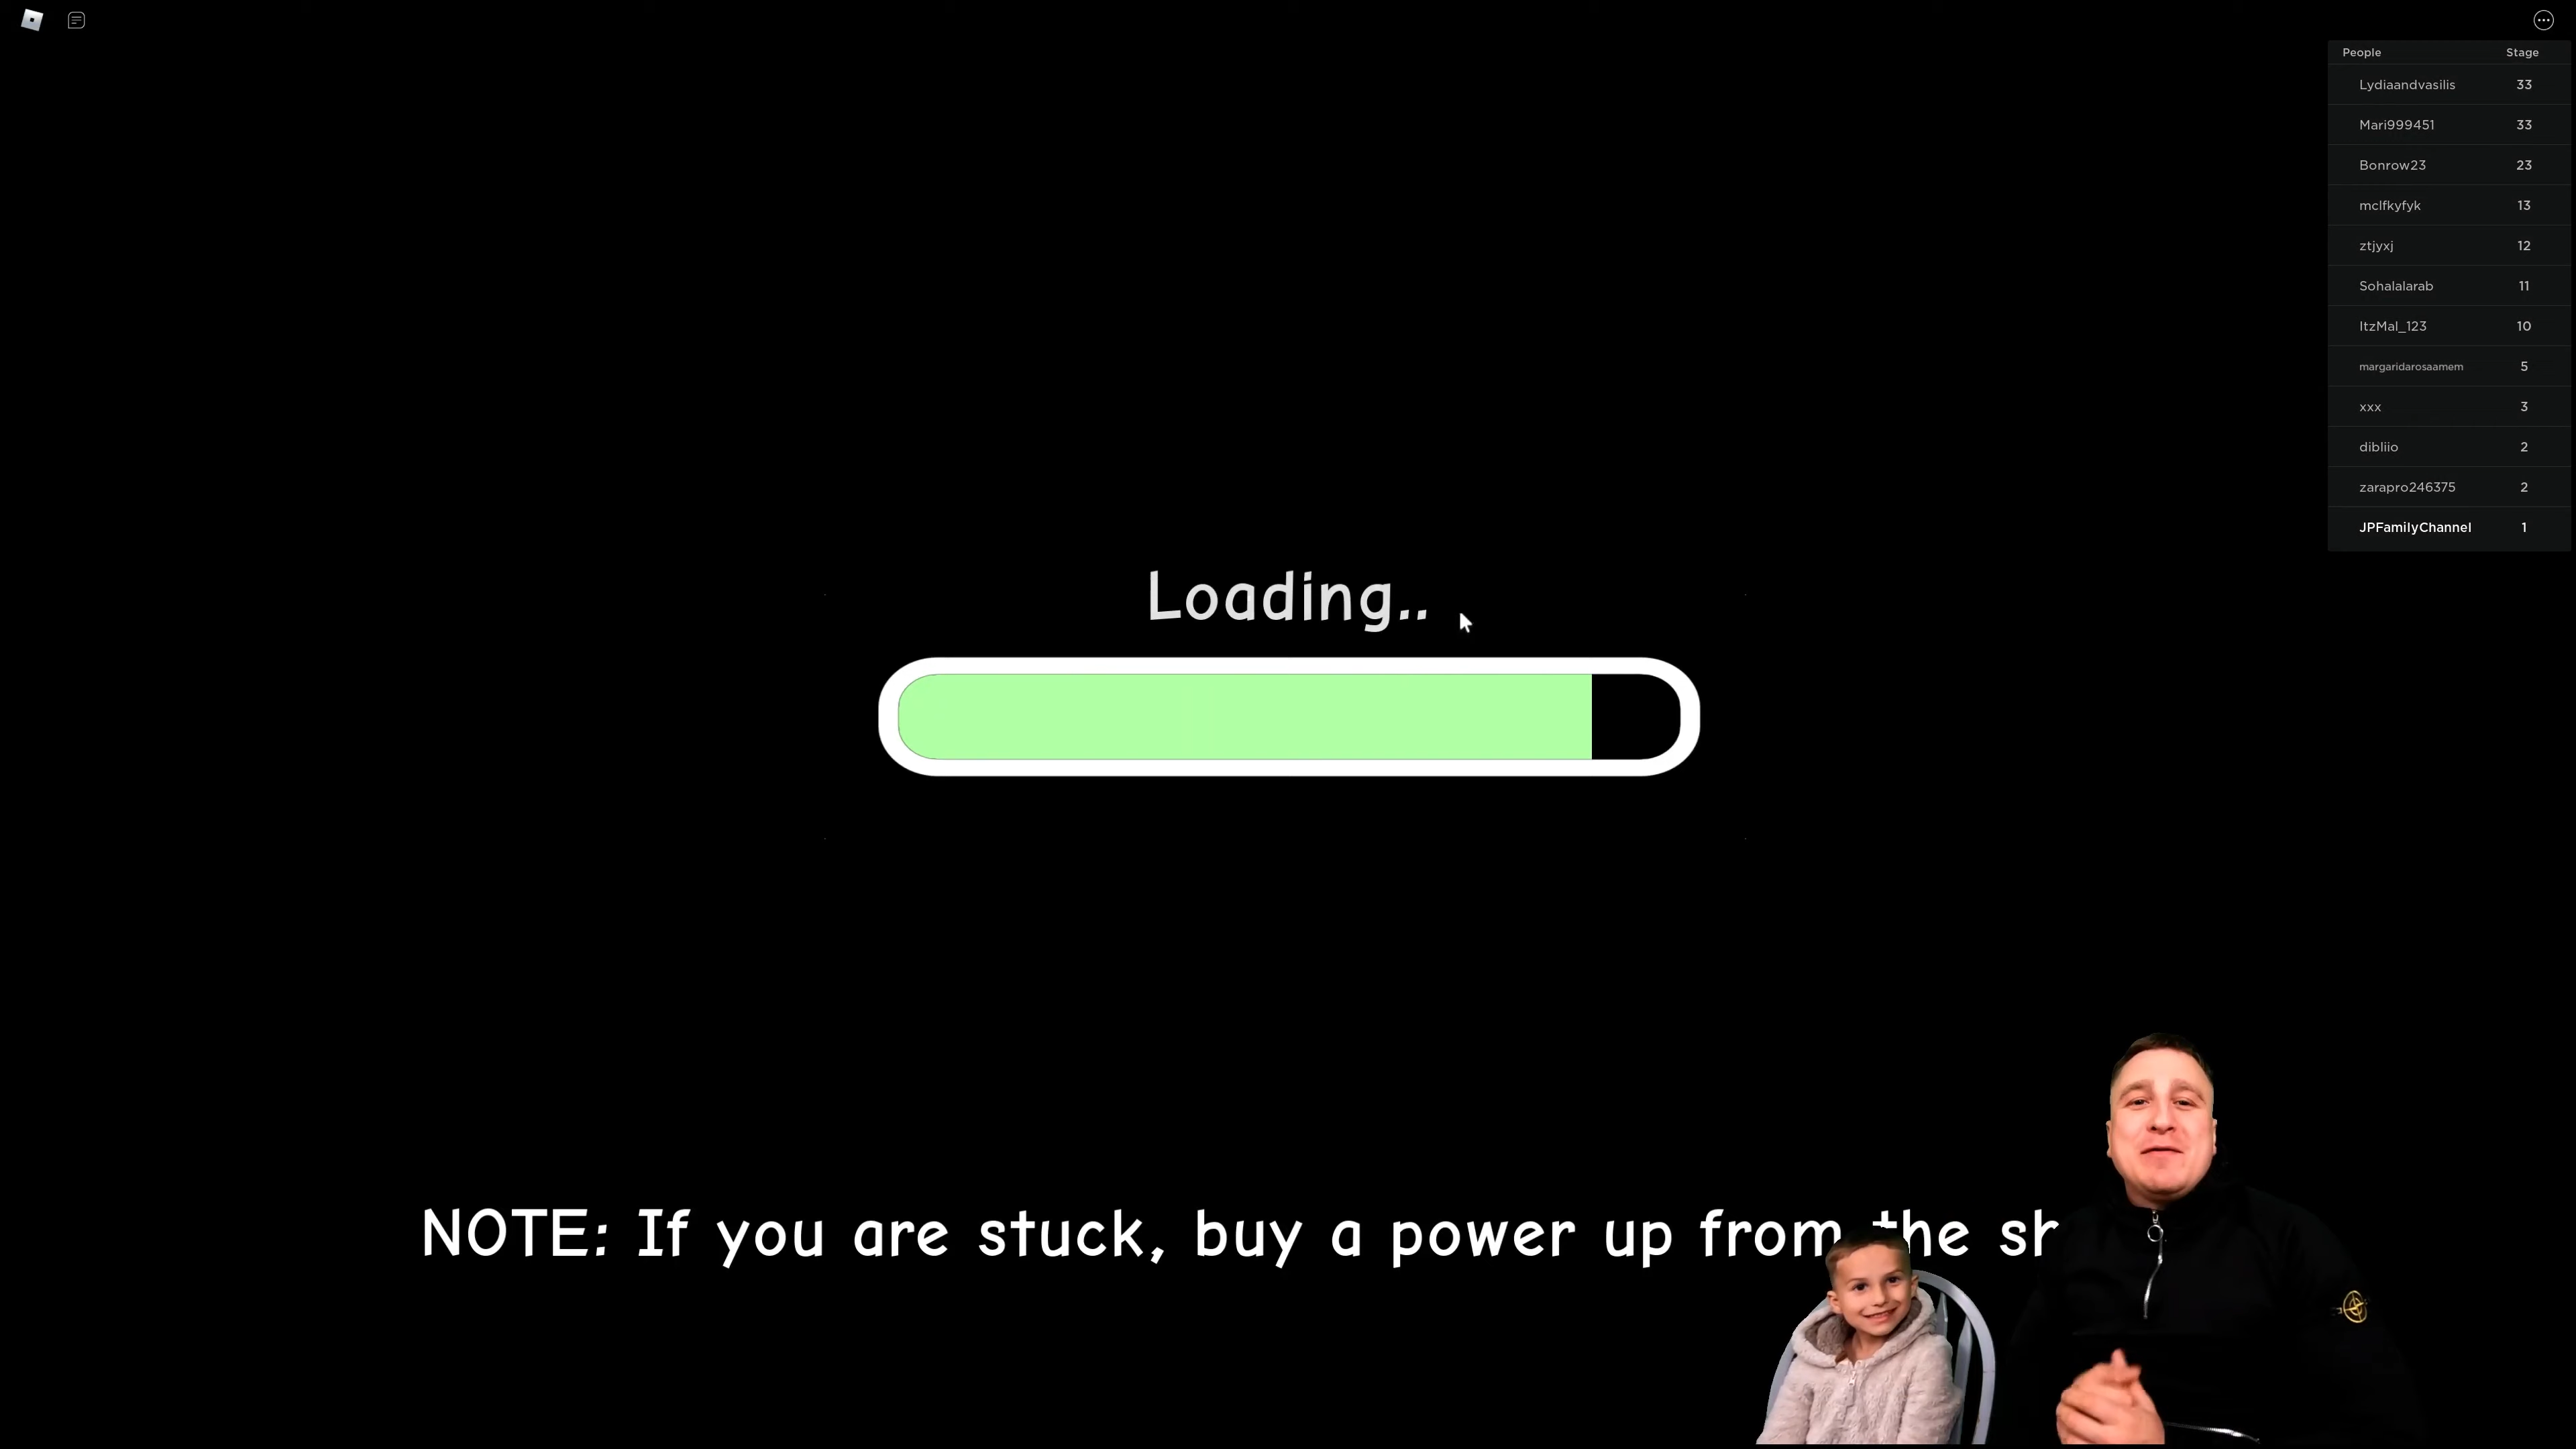 People Stage
Lydiaandvasilis 33
Mari999451 33
Bonrow23 23
mclfkyfyk 13
ztjyxj 12
Sohalalarab 11
ItzMal_123 10
margaridarosaamem 5
xxx 3
dibliio 2
zarapro246375 2
JPFamilyChannel 1
Loading..
NOTE: If you are stuck, buy a power up from the sh